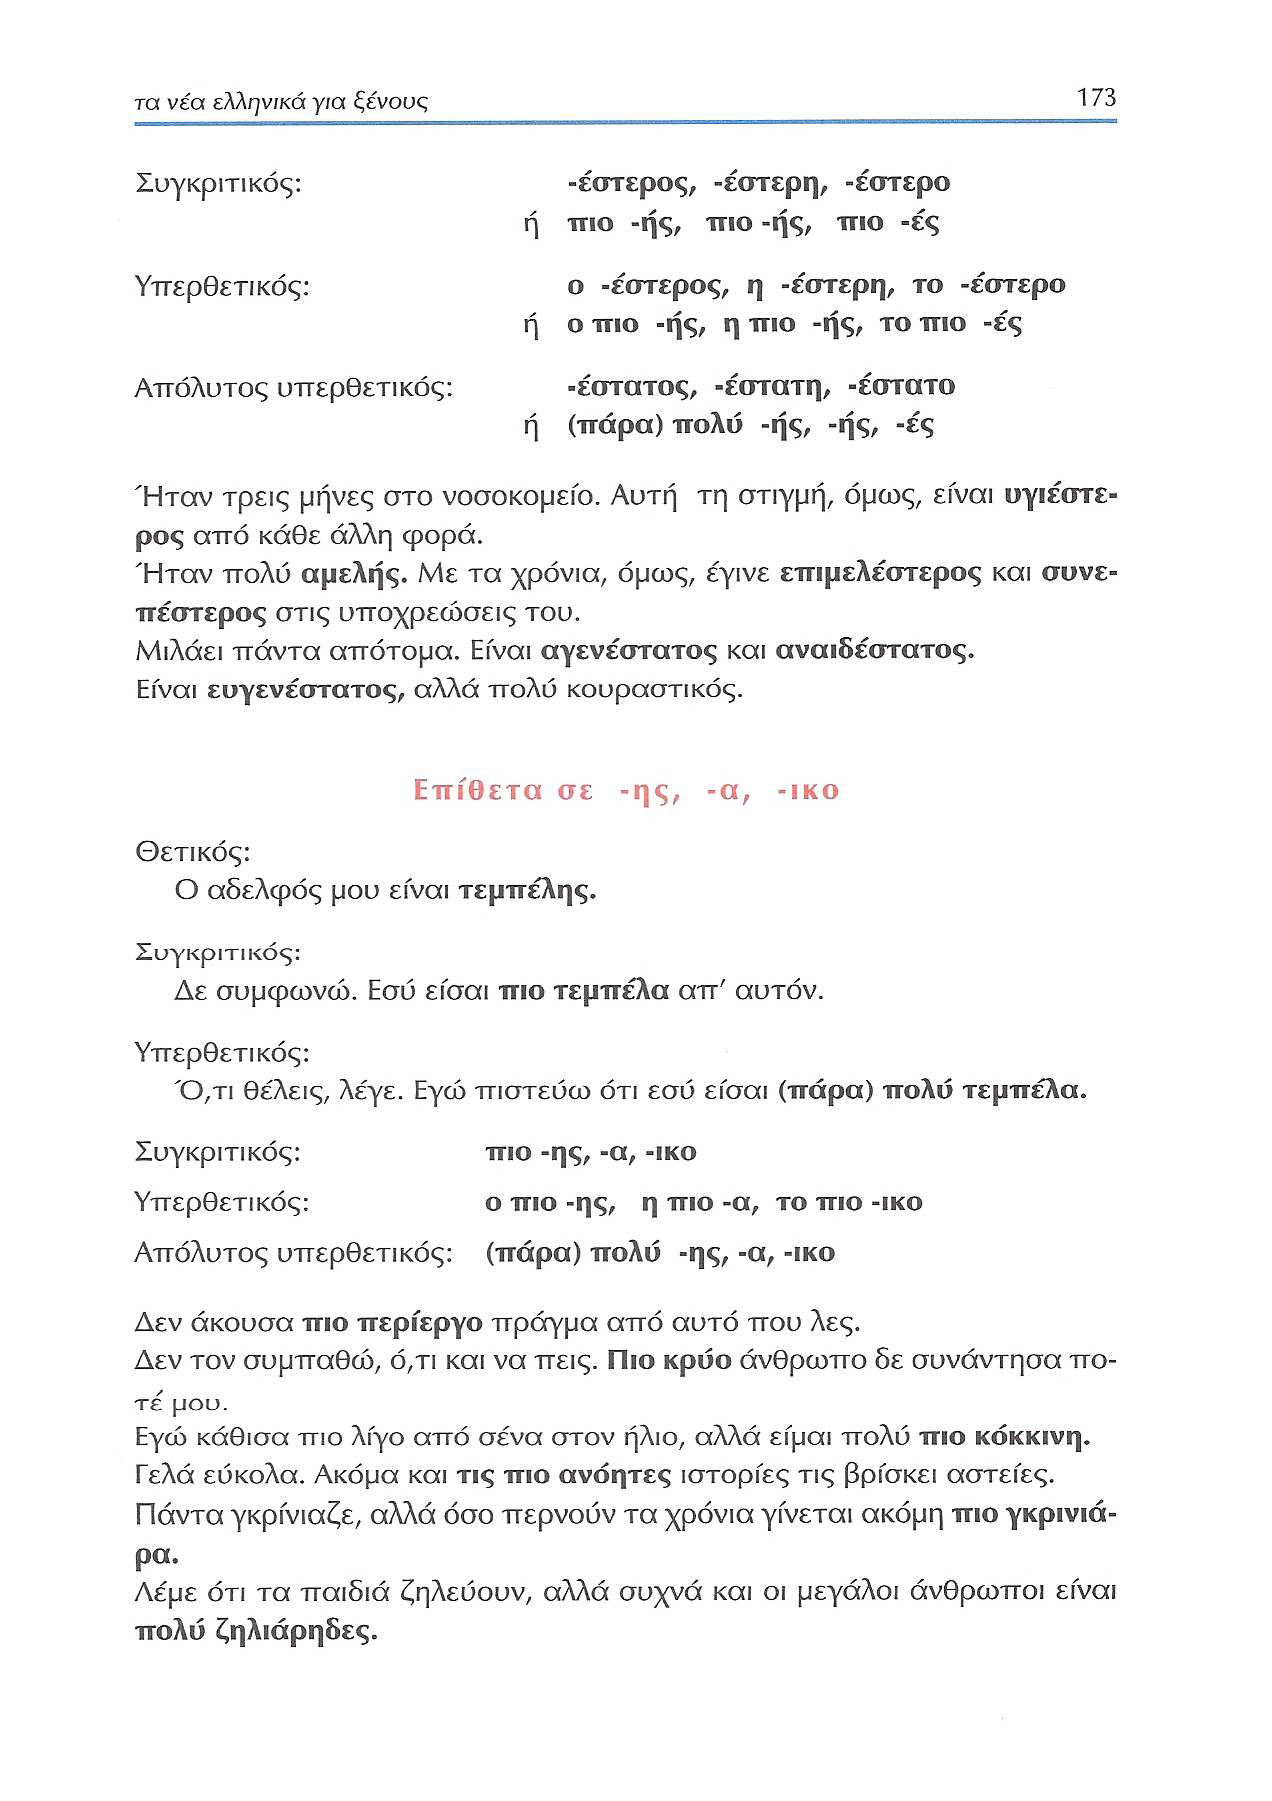 τα νέα ελληνικά για ξένους 173
Συγκριτικός: -έστερος, -έστερη, -έστερο
ή πιο -ής, πιο -ής, πιο -ές
Υπερθετικός: ο -έστερος, η -έστερη, το -έστερο
ή ο πιο -ής, η πιο -ής, το πιο -ές
Απόλυτος υπερθετικός: -έστατος, -έστατη, -έστατο
ή (πάρα) πολύ -ής, -ής, -ές
Ήταν τρεις μήνες στο νοσοκομείο. Αυτή τη στιγμή, όμως, είναι υγιέστε-
ρος από κάθε άλλη φορά.
Ήταν πολύ αμελής. Με τα χρόνια, όμως, έγινε επιμελέστερος και συνε-
πέστερος στις υποχρεώσεις του.
Μιλάει πάντα απότομα. Είναι αγενέστατος και αναιδέστατος.
Είναι ευγενέστατος, αλλά πολύ κουραστικός.
Επίθετα σε -ης, -α, -ικο
Θετικός:
Ο αδελφός μου είναι τεμπέλης.
Συγκριτικός:
Δε συμφωνώ. Εσύ είσαι πιο τεμπέλα απ' αυτόν.
Υπερθετικός:
Ό,τι θέλεις, λέγε. Εγώ πιστεύω ότι εσύ είσαι (πάρα) πολύ τεμπέλα.
Συγκριτικός: πιο -ης, -α, -ικο
Υπερθετικός: ο πιο -ης, η πιο -α, το πιο -ικο
Απόλυτος υπερθετικός: (πάρα) πολύ -ης, -α, -ικο
Δεν άκουσα πιο περίεργο πράγμα από αυτό που λες.
Δεν τον συμπαθώ, ό,τι και να πεις. Πιο κρύο άνθρωπο δε συνάντησα πο-
τέ μου.
Εγώ κάθισα πιο λίγο από σένα στον ήλιο, αλλά είμαι πολύ πιο κόκκινη.
Γελά εύκολα. Ακόμα και τις πιο ανόητες ιστορίες τις βρίσκει αστείες.
Πάντα γκρίνιαζε, αλλά όσο περνούν τα χρόνια γίνεται ακόμη πιο γκρινιά-
ρα.
Λέμε ότι τα παιδιά ζηλεύουν, αλλά συχνά και οι μεγάλοι άνθρωποι είναι
πολύ ζηλιάρηδες.